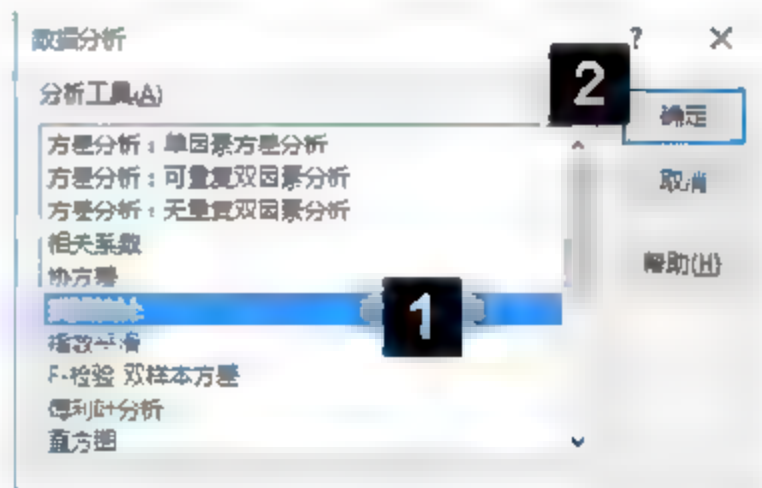 数据分析
?
×
分析工具(A)
2
确定
方差分析：单因素方差分析
方差分析：可重复双因素分析
方差分析：无重复双因素分析
取消
相关系数
协方差
帮助(H)
1
指数平滑
F-检验 双样本方差
傅利叶分析
直方图